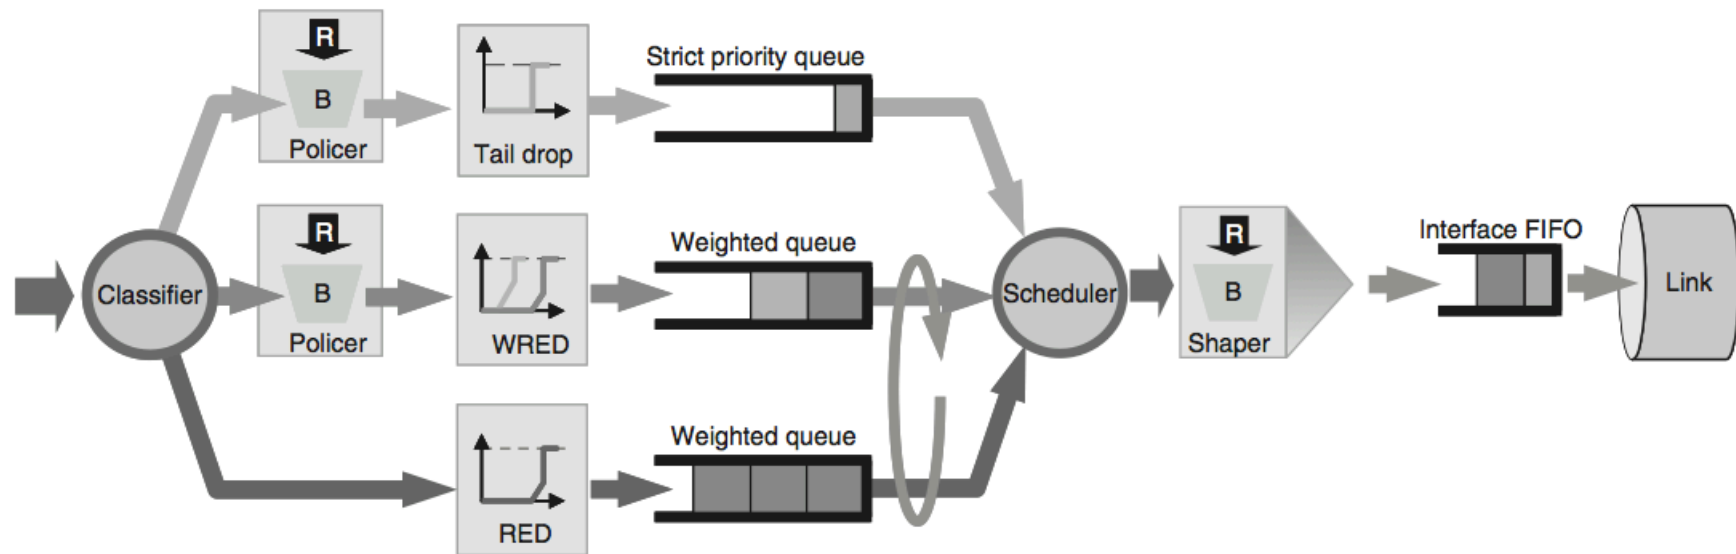 R
B
Policer
Tail drop
Strict priority queue
Classifier
R
B
Policer
WRED
Weighted queue
RED
Weighted queue
Scheduler
R
B
Shaper
Interface FIFO
Link